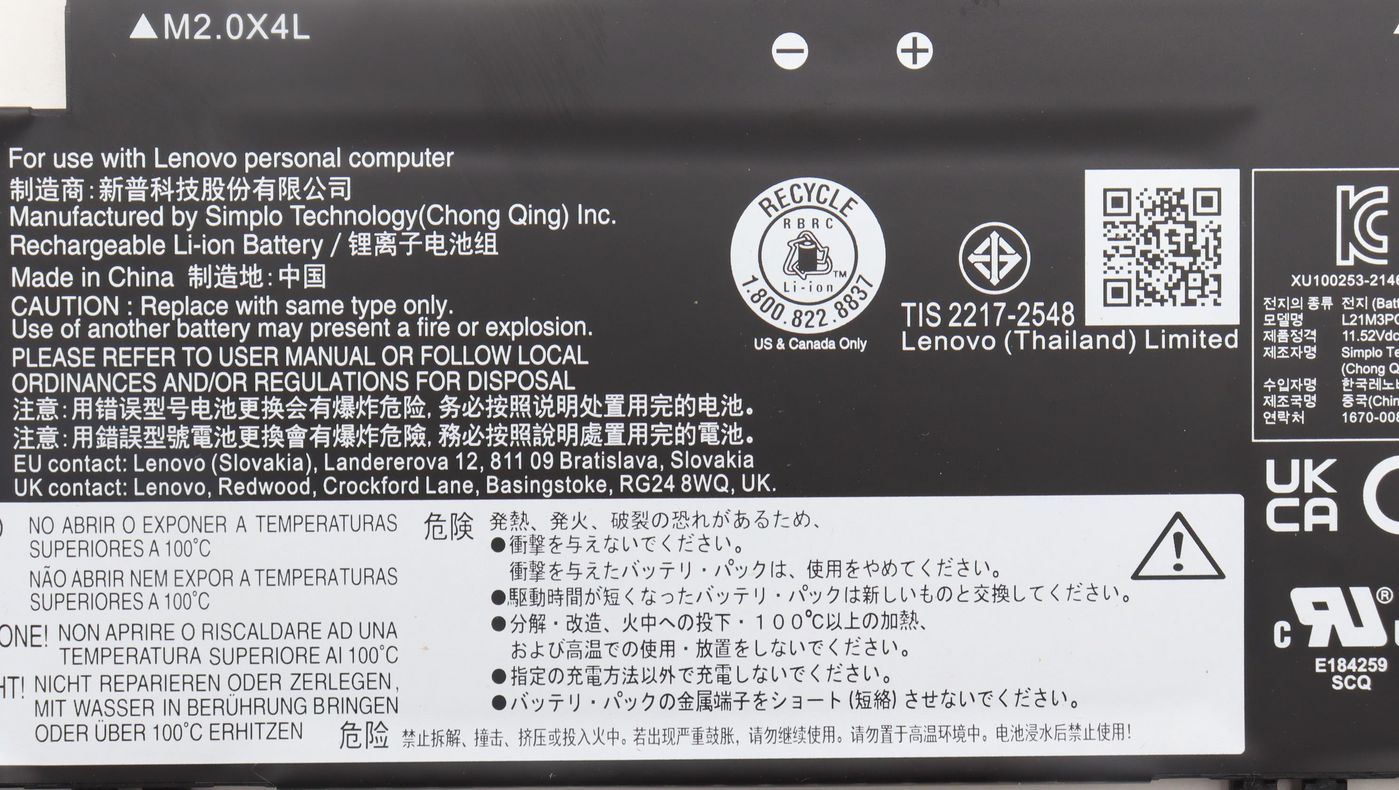 ▲M2.0X4L
For use with Lenovo personal computer
制造商:新普科技股份有限公司
Manufactured by Simplo Technology(Chong Qing) Inc.
Rechargeable Li-ion Battery / 锂离子电池组
Made in China 制造地:中国
CAUTION : Replace with same type only.
Use of another battery may present a fire or explosion.
PLEASE REFER TO USER MANUAL OR FOLLOW LOCAL
ORDINANCES AND/OR REGULATIONS FOR DISPOSAL
注意:用错误型号电池更换会有爆炸危险, 务必按照说明处置用完的电池。
注意:用錯誤型號電池更換會有爆炸危險, 務必按照說明處置用完的電池。
EU contact: Lenovo (Slovakia), Landererova 12, 811 09 Bratislava, Slovakia
UK contact: Lenovo, Redwood, Crockford Lane, Basingstoke, RG24 8WQ, UK.
RECYCLE
RBRC
TM
Li-ion
1.800.822.8837
US & Canada Only
TIS 2217-2548
Lenovo (Thailand) Limited
XU100253-2146
전지의 종류 전지 (Batt
모델명 L21M3PG
제품정격 11.52Vdc
제조자명 Simplo Te
(Chong Q
수입자명 한국레노
제조국명 중국(Chin
연락처 1670-008
UK
CA
NO ABRIR O EXPONER A TEMPERATURAS
SUPERIORES A 100°C
NÃO ABRIR NEM EXPOR A TEMPERATURAS
SUPERIORES A 100°C
ONE! NON APRIRE O RISCALDARE AD UNA
TEMPERATURA SUPERIORE AI 100°C
HT! NICHT REPARIEREN ODER ZERLEGEN,
MIT WASSER IN BERÜHRUNG BRINGEN
ODER ÜBER 100°C ERHITZEN
危険 発熱、発火、破裂の恐れがあるため、
●衝撃を与えないでください。
衝撃を与えたバッテリ・パックは、使用をやめてください。
●駆動時間が短くなったバッテリ・パックは新しいものと交換してください。
●分解・改造、火中への投下・100℃以上の加熱、
および高温での使用・放置をしないでください。
●指定の充電方法以外で充電しないでください。
●バッテリ・パックの金属端子をショート (短絡) させないでください。
危险 禁止拆解、撞击、挤压或投入火中。若出现严重鼓胀，请勿继续使用。请勿置于高温环境中。电池浸水后禁止使用!
c RU ®
E184259
SCQ